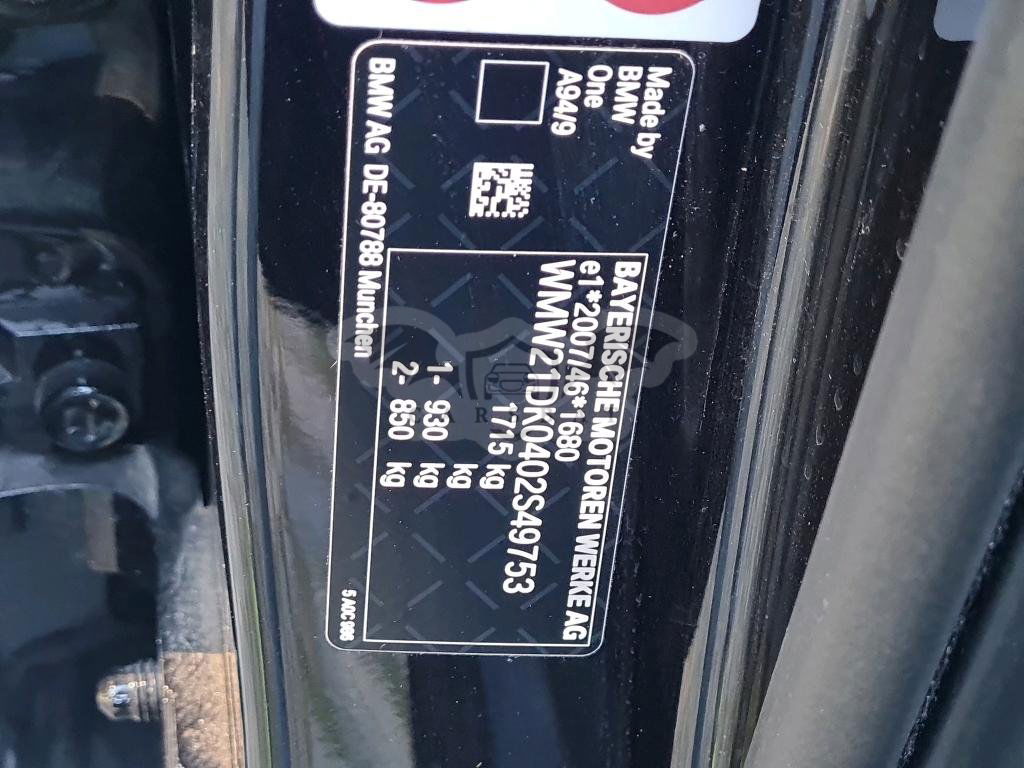 Made by
BMW
One
A94/9
BAYERISCHE MOTOREN WERKE AG
e1*2007/46*1680
WMW21DK0402S49753
1715 kg
kg
1- 930 kg
2- 850 kg
BMW AG DE-80788 Munchen